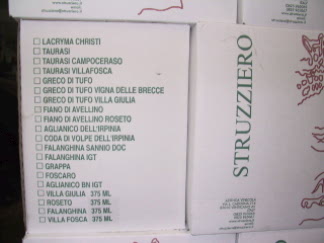 LACRYMA CHRISTI
TAURASI
TAURASI CAMPOCERASO
TAURASI VILLAFOSCA
GRECO DI TUFO
GRECO DI TUFO VIGNA DELLE BRECCE
GRECO DI TUFO VILLA GIULIA
FIANO DI AVELLINO
FIANO DI AVELLINO ROSETO
AGLIANICO DELL'IRPINIA
CODA DI VOLPE DELL'IRPINIA
FALANGHINA SANNIO DOC
FALANGHINA IGT
GRAPPA
FOSCARO
AGLIANICO BN IGT
VILLA GIULIA 375 ML
ROSETO 375 ML
FALANGHINA 375 ML
VILLA FOSCA 375 ML
STRUZZIERO